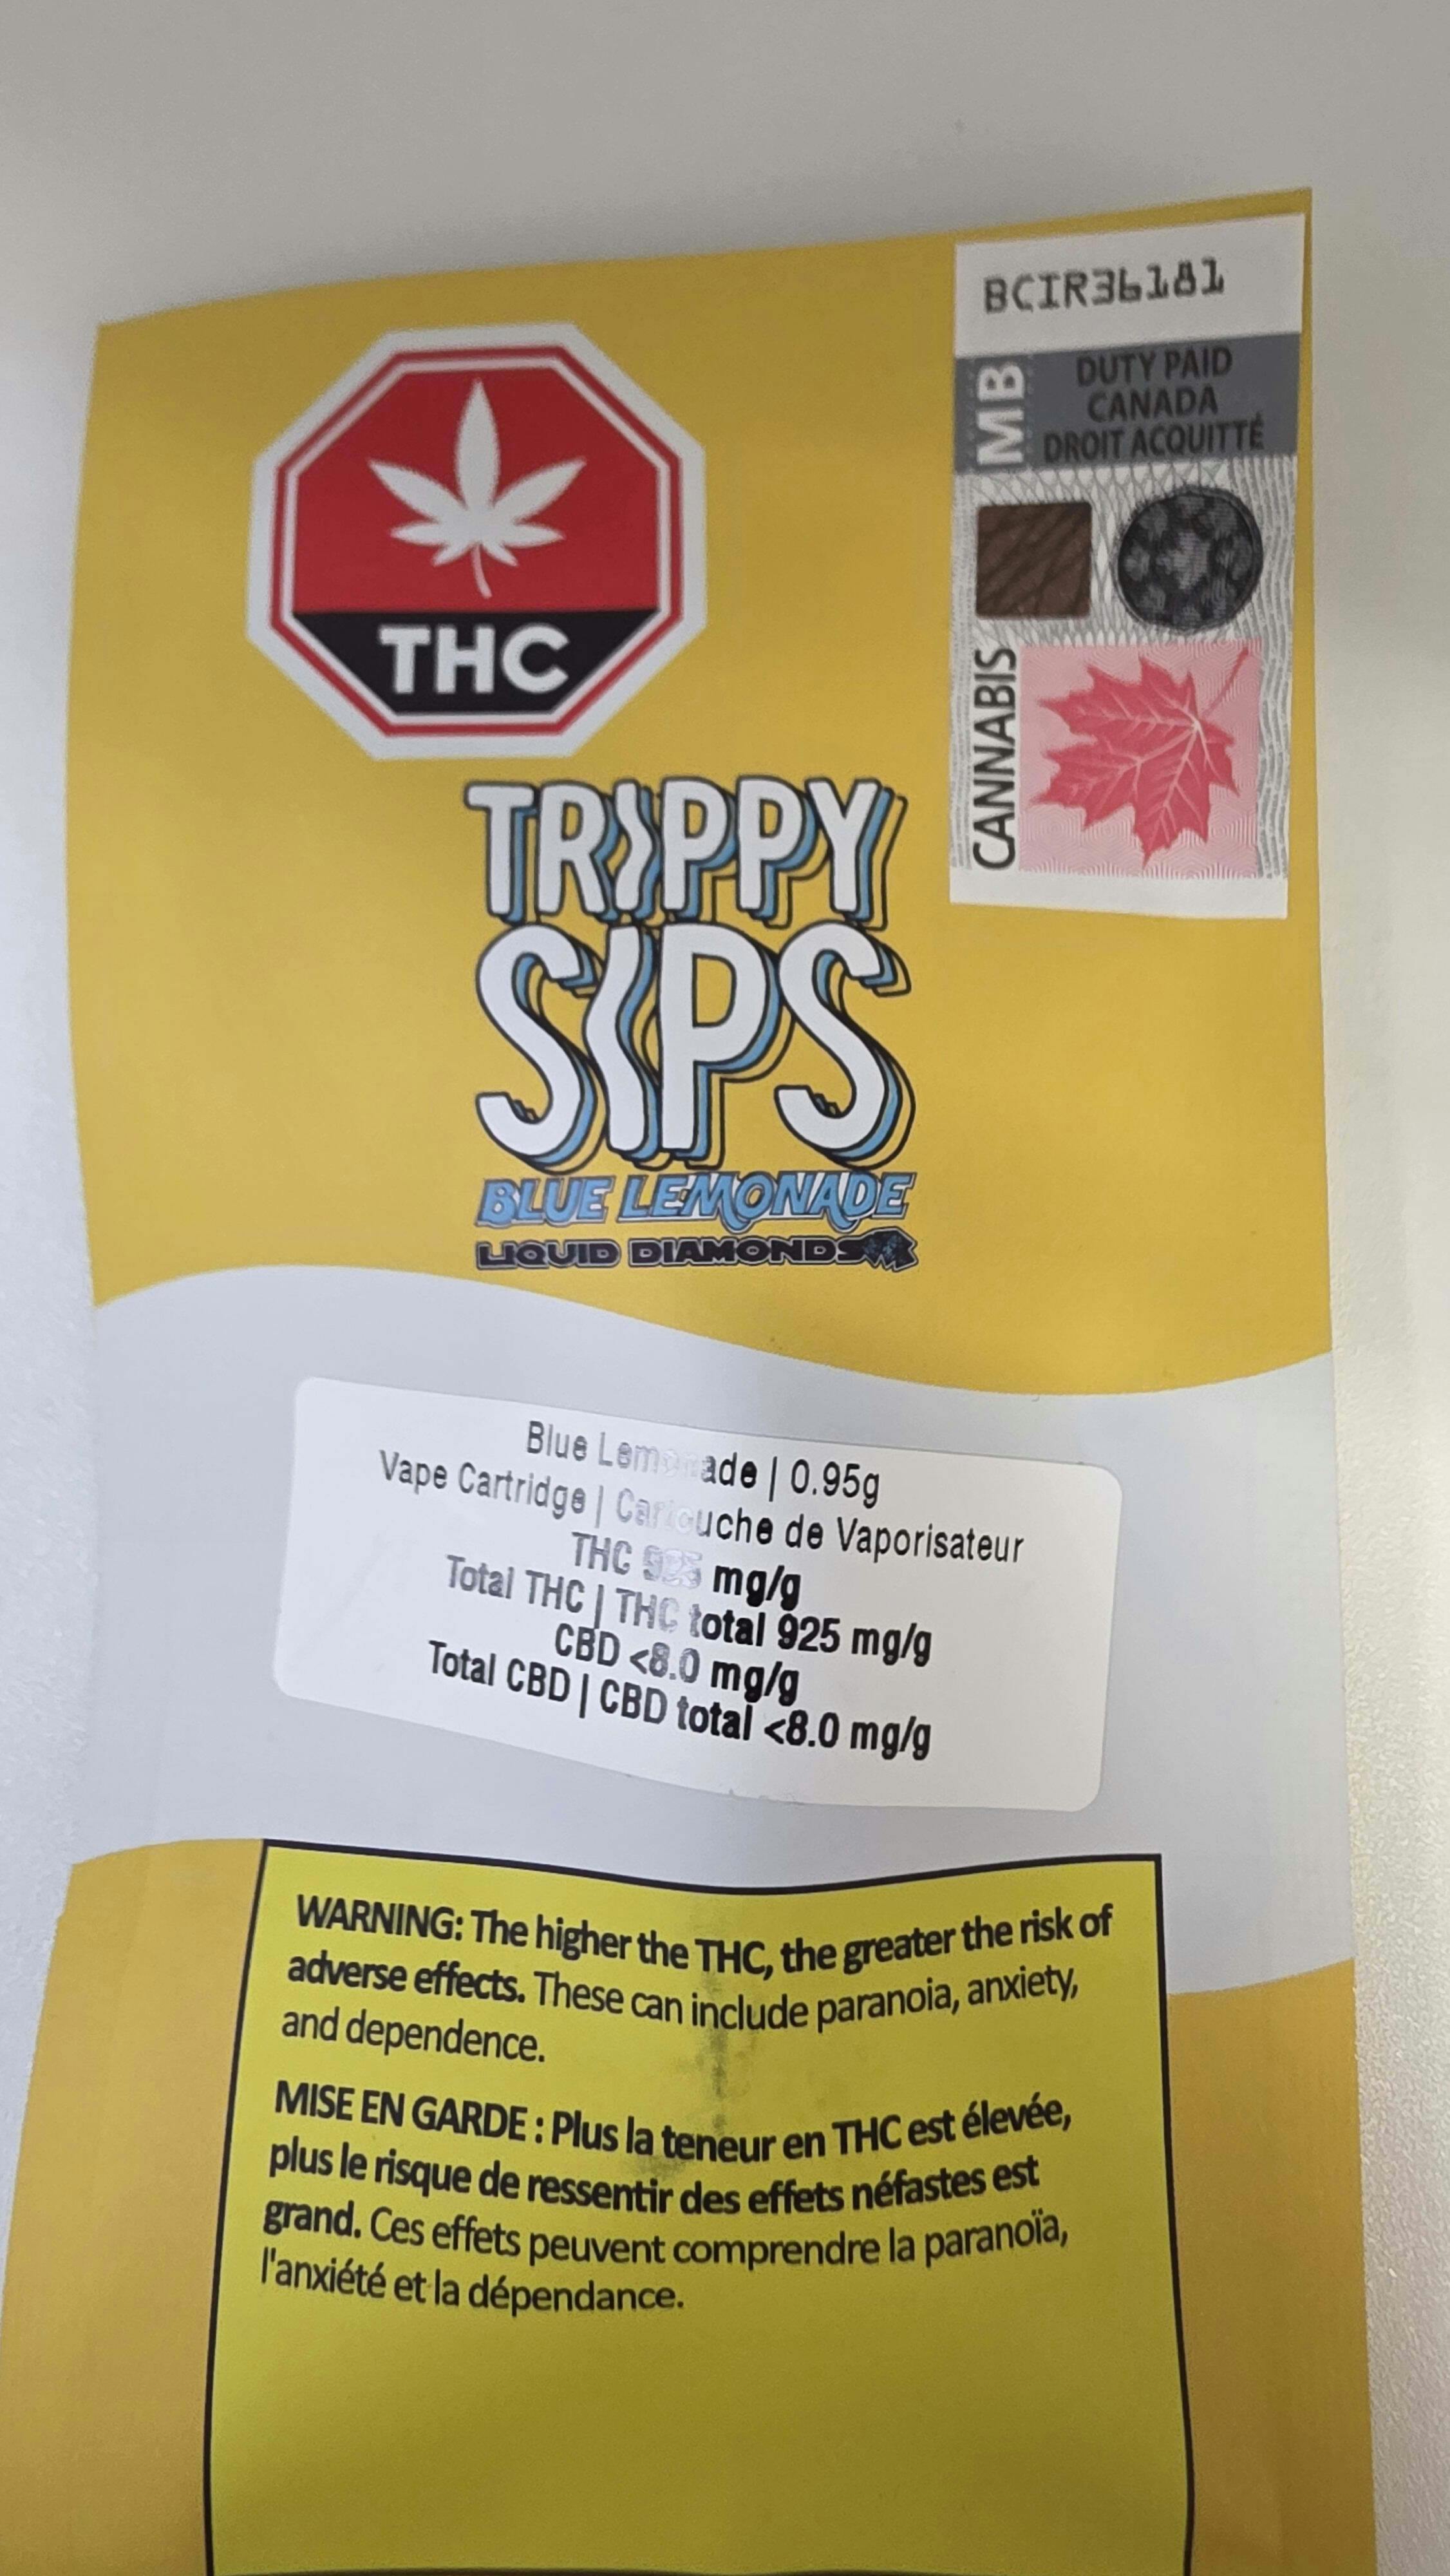 BCIR36181
MB
DUTY PAID
CANADA
DROIT ACQUITTÉ
CANNABIS
THC
TRIPPY
SIPS
BLUE LEMONADE
LIQUID DIAMONDS
Blue Lemonade | 0.95g
Vape Cartridge | Cartouche de Vaporisateur
THC 925 mg/g
Total THC | THC total 925 mg/g
CBD <8.0 mg/g
Total CBD | CBD total <8.0 mg/g
WARNING: The higher the THC, the greater the risk of
adverse effects. These can include paranoia, anxiety,
and dependence.
MISE EN GARDE : Plus la teneur en THC est élevée,
plus le risque de ressentir des effets néfastes est
grand. Ces effets peuvent comprendre la paranoïa,
l'anxiété et la dépendance.